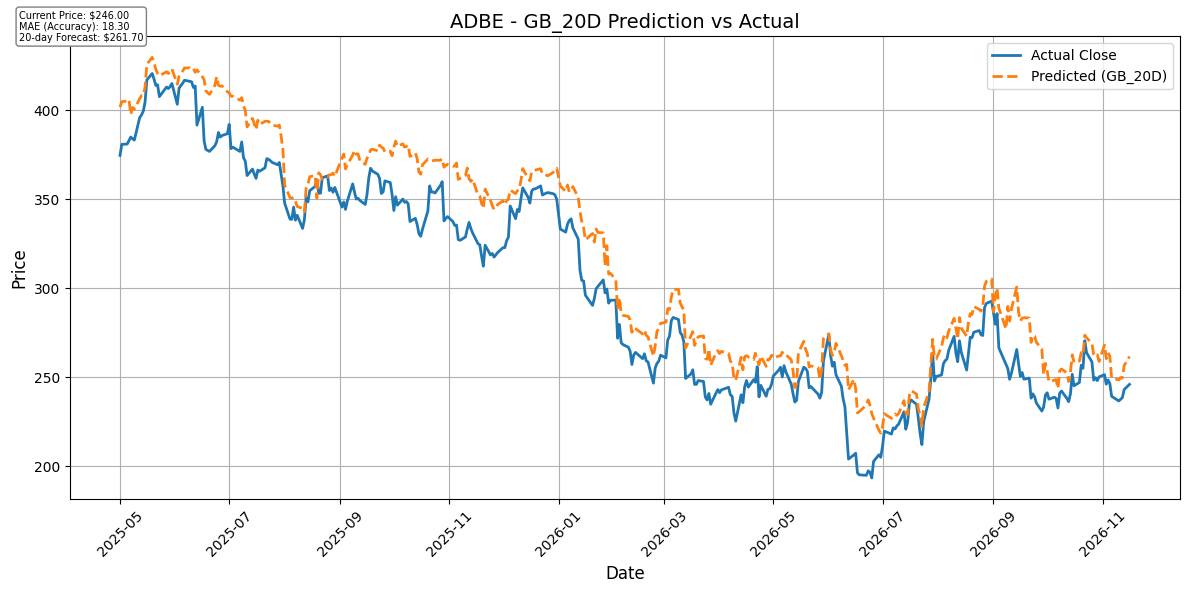 ADBE - GB_20D Prediction vs Actual
Current Price: $246.00
MAE (Accuracy): 18.30
20-day Forecast: $261.70
Actual Close
Predicted (GB_20D)
Price
400
350
300
250
200
2025-05
2025-07
2025-09
2025-11
2026-01
2026-03
2026-05
2026-07
2026-09
2026-11
Date